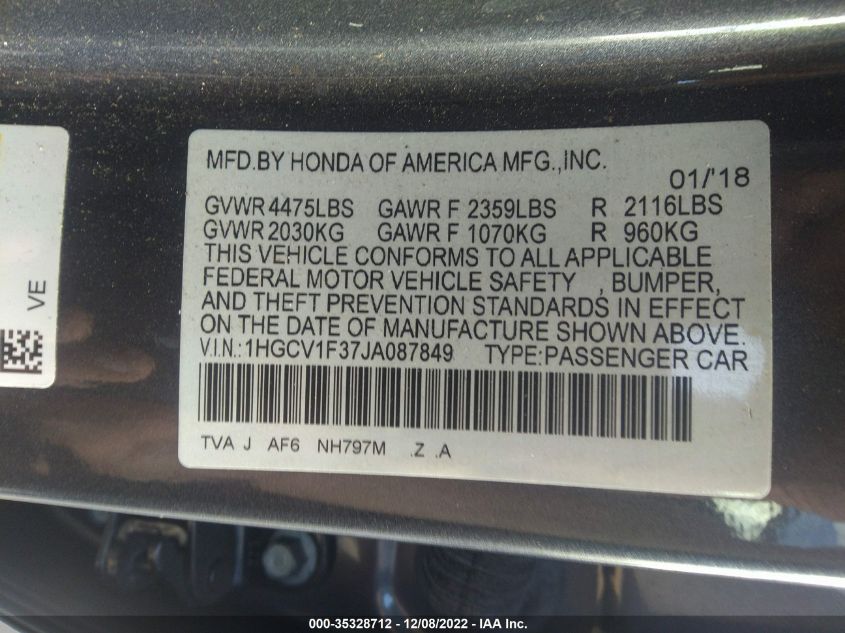 MFD.BY HONDA OF AMERICA MFG.,INC.
01/'18
GVWR 4475LBS GAWR F 2359LBS R 2116LBS
GVWR 2030KG GAWR F 1070KG R 960KG
THIS VEHICLE CONFORMS TO ALL APPLICABLE
FEDERAL MOTOR VEHICLE SAFETY , BUMPER,
AND THEFT PREVENTION STANDARDS IN EFFECT
ON THE DATE OF MANUFACTURE SHOWN ABOVE.
V.I.N.:1HGCV1F37JA087849 TYPE:PASSENGER CAR
TVA J AF6 NH797M .Z .A
VE
000-35328712 - 12/08/2022 - IAA Inc.